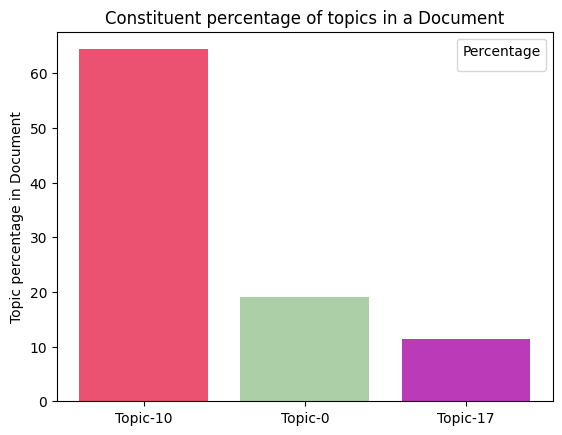 Constituent percentage of topics in a Document
Percentage
Topic percentage in Document
60
50
40
30
20
10
0
Topic-10
Topic-0
Topic-17